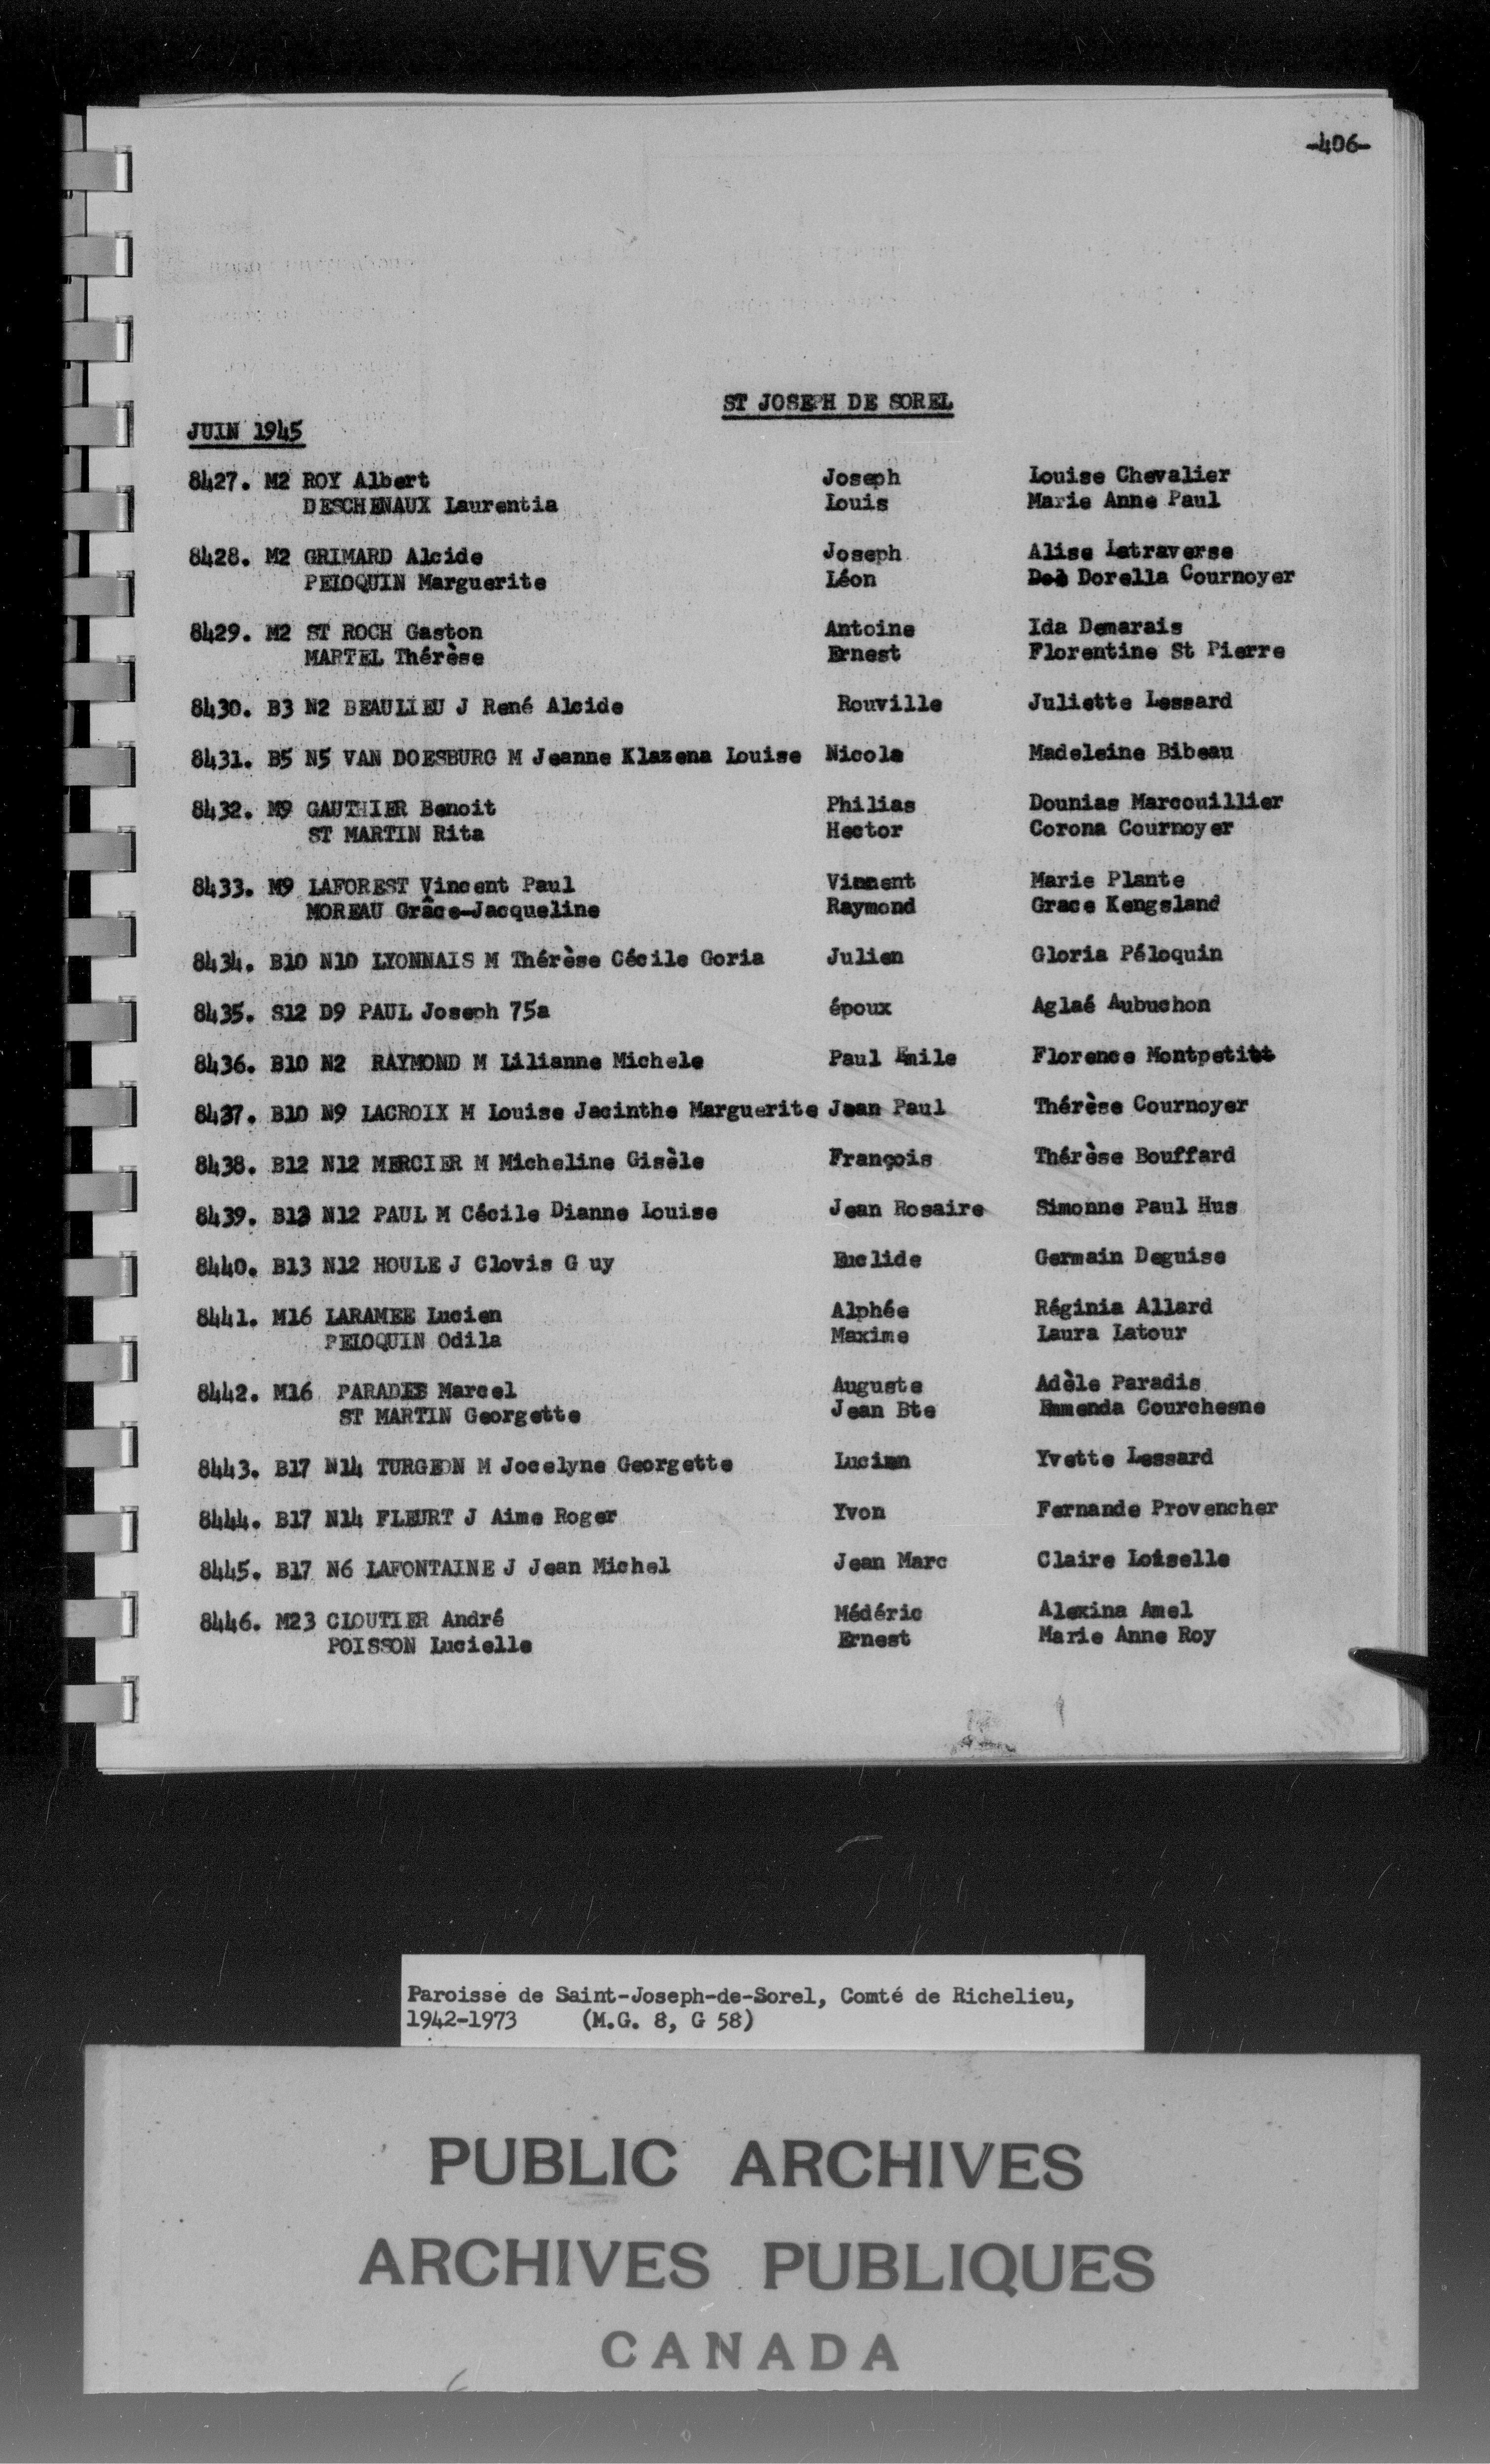 -406-
ST JOSEPH DE SOREL
JUIN 1945
8427. M2 ROY Albert Joseph Louise Chevalier
DESCHENAUX Laurentia Louis Marie Anne Paul
8428. M2 GRIMARD Alcide Joseph Alise Latraverse
PELOQUIN Marguerite Léon Dorella Cournoyer
8429. M2 ST ROCH Gaston Antoine Ida Demarais
MARTEL Thérèse Ernest Florentine St Pierre
8430. B3 N2 BEAULIEU J René Alcide Rouville Juliette Lessard
8431. B5 N5 VAN DOESBURG M Jeanne Klazena Louise Nicola Madeleine Bibeau
8432. M9 GAUTHIER Benoit Philias Dounias Marcouillier
ST MARTIN Rita Hector Corona Cournoyer
8433. M9 LAFOREST Vincent Paul Marie Plante
MOREAU Grâce-Jacqueline Raymond Grace Kengsland
8434. B10 N10 LYONNAIS M Thérèse Cécile Goria Julien Gloria Péloquin
8435. S12 D9 PAUL Joseph 75a époux Aglaé Aubuchon
8436. B10 N2 RAYMOND M Lilianne Michele Paul Emile Florence Montpetitt
8437. B10 N9 LACROIX M Louise Jacinthe Marguerite Jean Paul Thérèse Cournoyer
8438. B12 N12 MERCIER M Micheline Gisèle François Thérèse Bouffard
8439. N12 PAUL M Cécile Dianne Louise Jean Rosaire Simonne Paul Hus
8440. B13 N12 HOULE J Clovis G uy Euclide Germain Deguise
8441. M16 LARAMEE Lucien Alphée Réginia Allard
PELOQUIN Odila Maxime Laura Latour
8442. M16 Marcel Auguste Adèle Paradis
ST MARTIN Georgette Jean Bte Emmenda Courchesne
8443. B17 N14 TURGEON M Jocelyne Georgette Lucien Yvette Lessard
8444. B17 N14 FLEURT J Aime Roger Yvon Fernande Provencher
8445. B17 N6 LAFONTAINE J Jean Michel Jean Marc Claire Loiselle
8446. M23 CLOUTIER André Médéric Alexina Amel
POISSON Lucielle Ernest Marie Anne Roy
Paroisse de Saint-Joseph-de-Sorel, Comté de Richelieu,
1942-1973 (M.G. 8, G 58)
PUBLIC ARCHIVES
ARCHIVES PUBLIQUES
CANADA